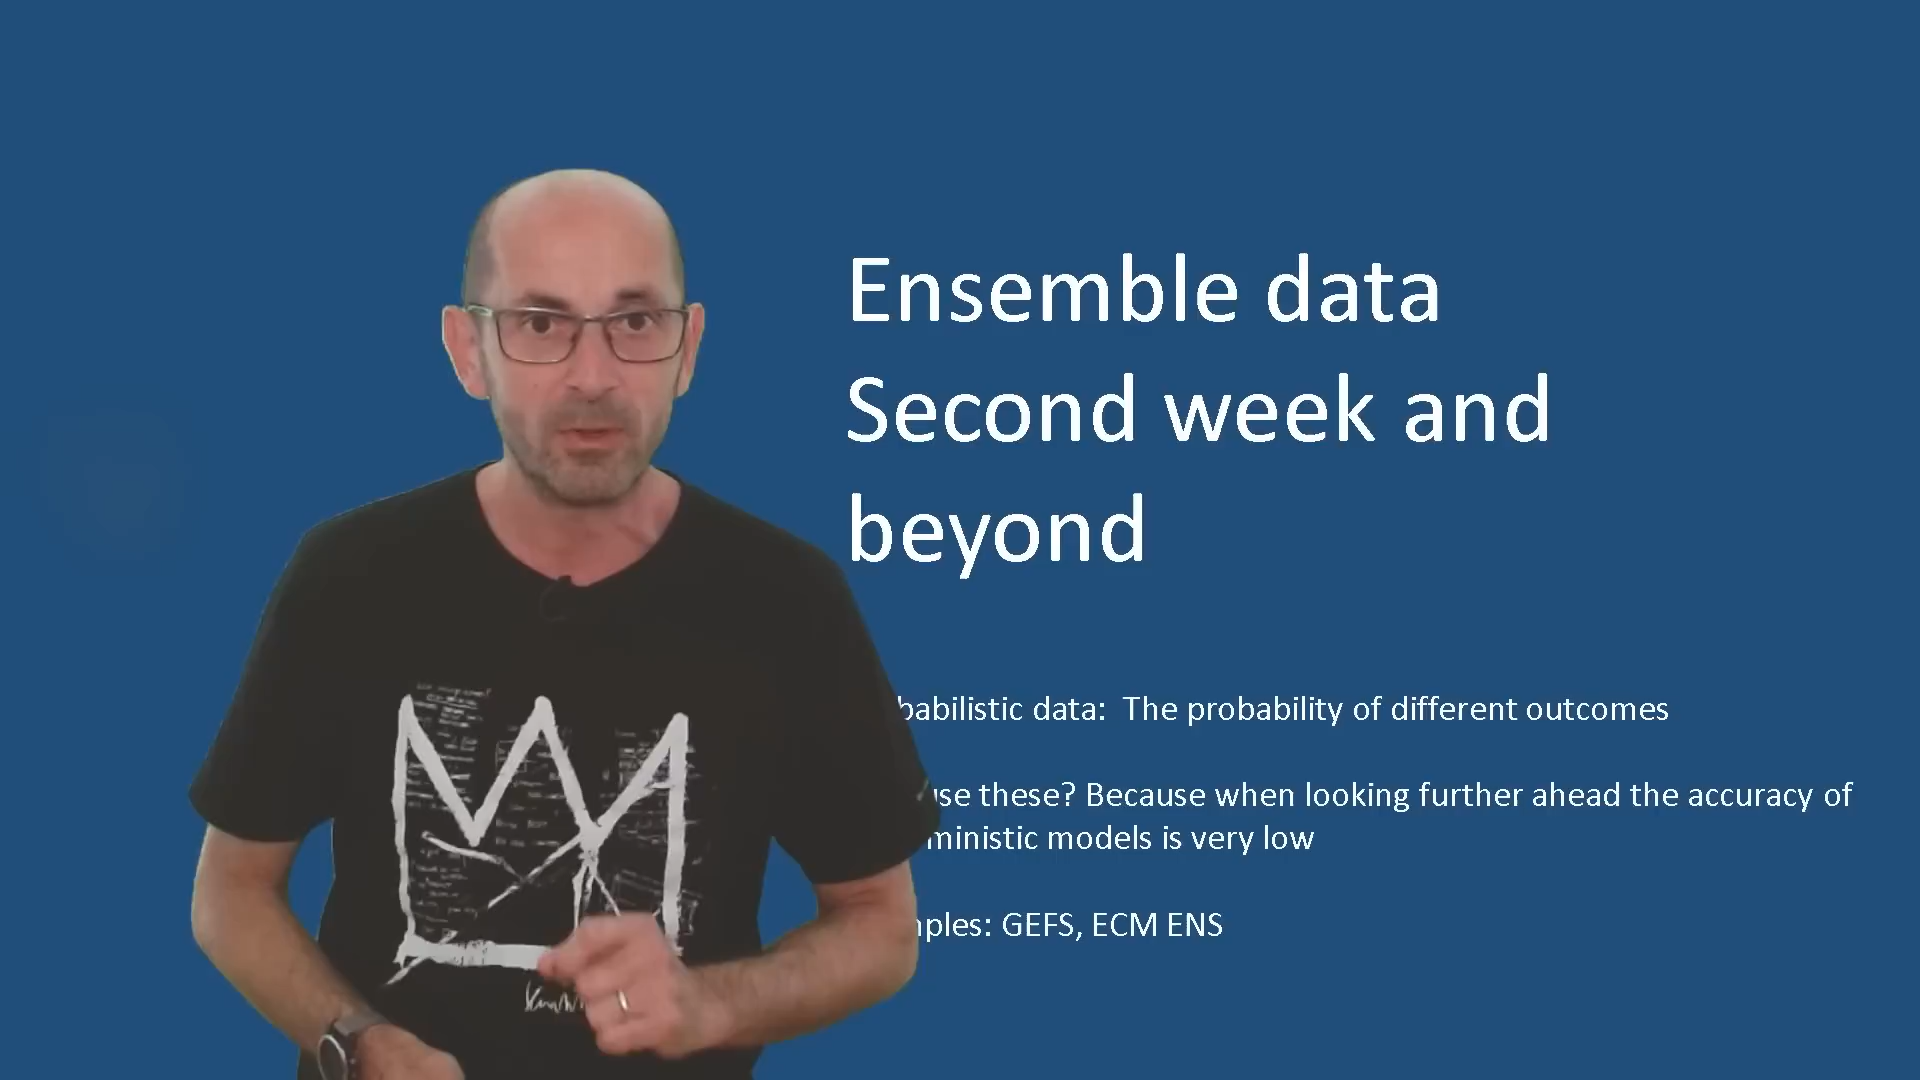 Ensemble data
Second week and
beyond
babilistic data: The probability of different outcomes
use these? Because when looking further ahead the accuracy of
ministic models is very low
nples: GEFS, ECM ENS